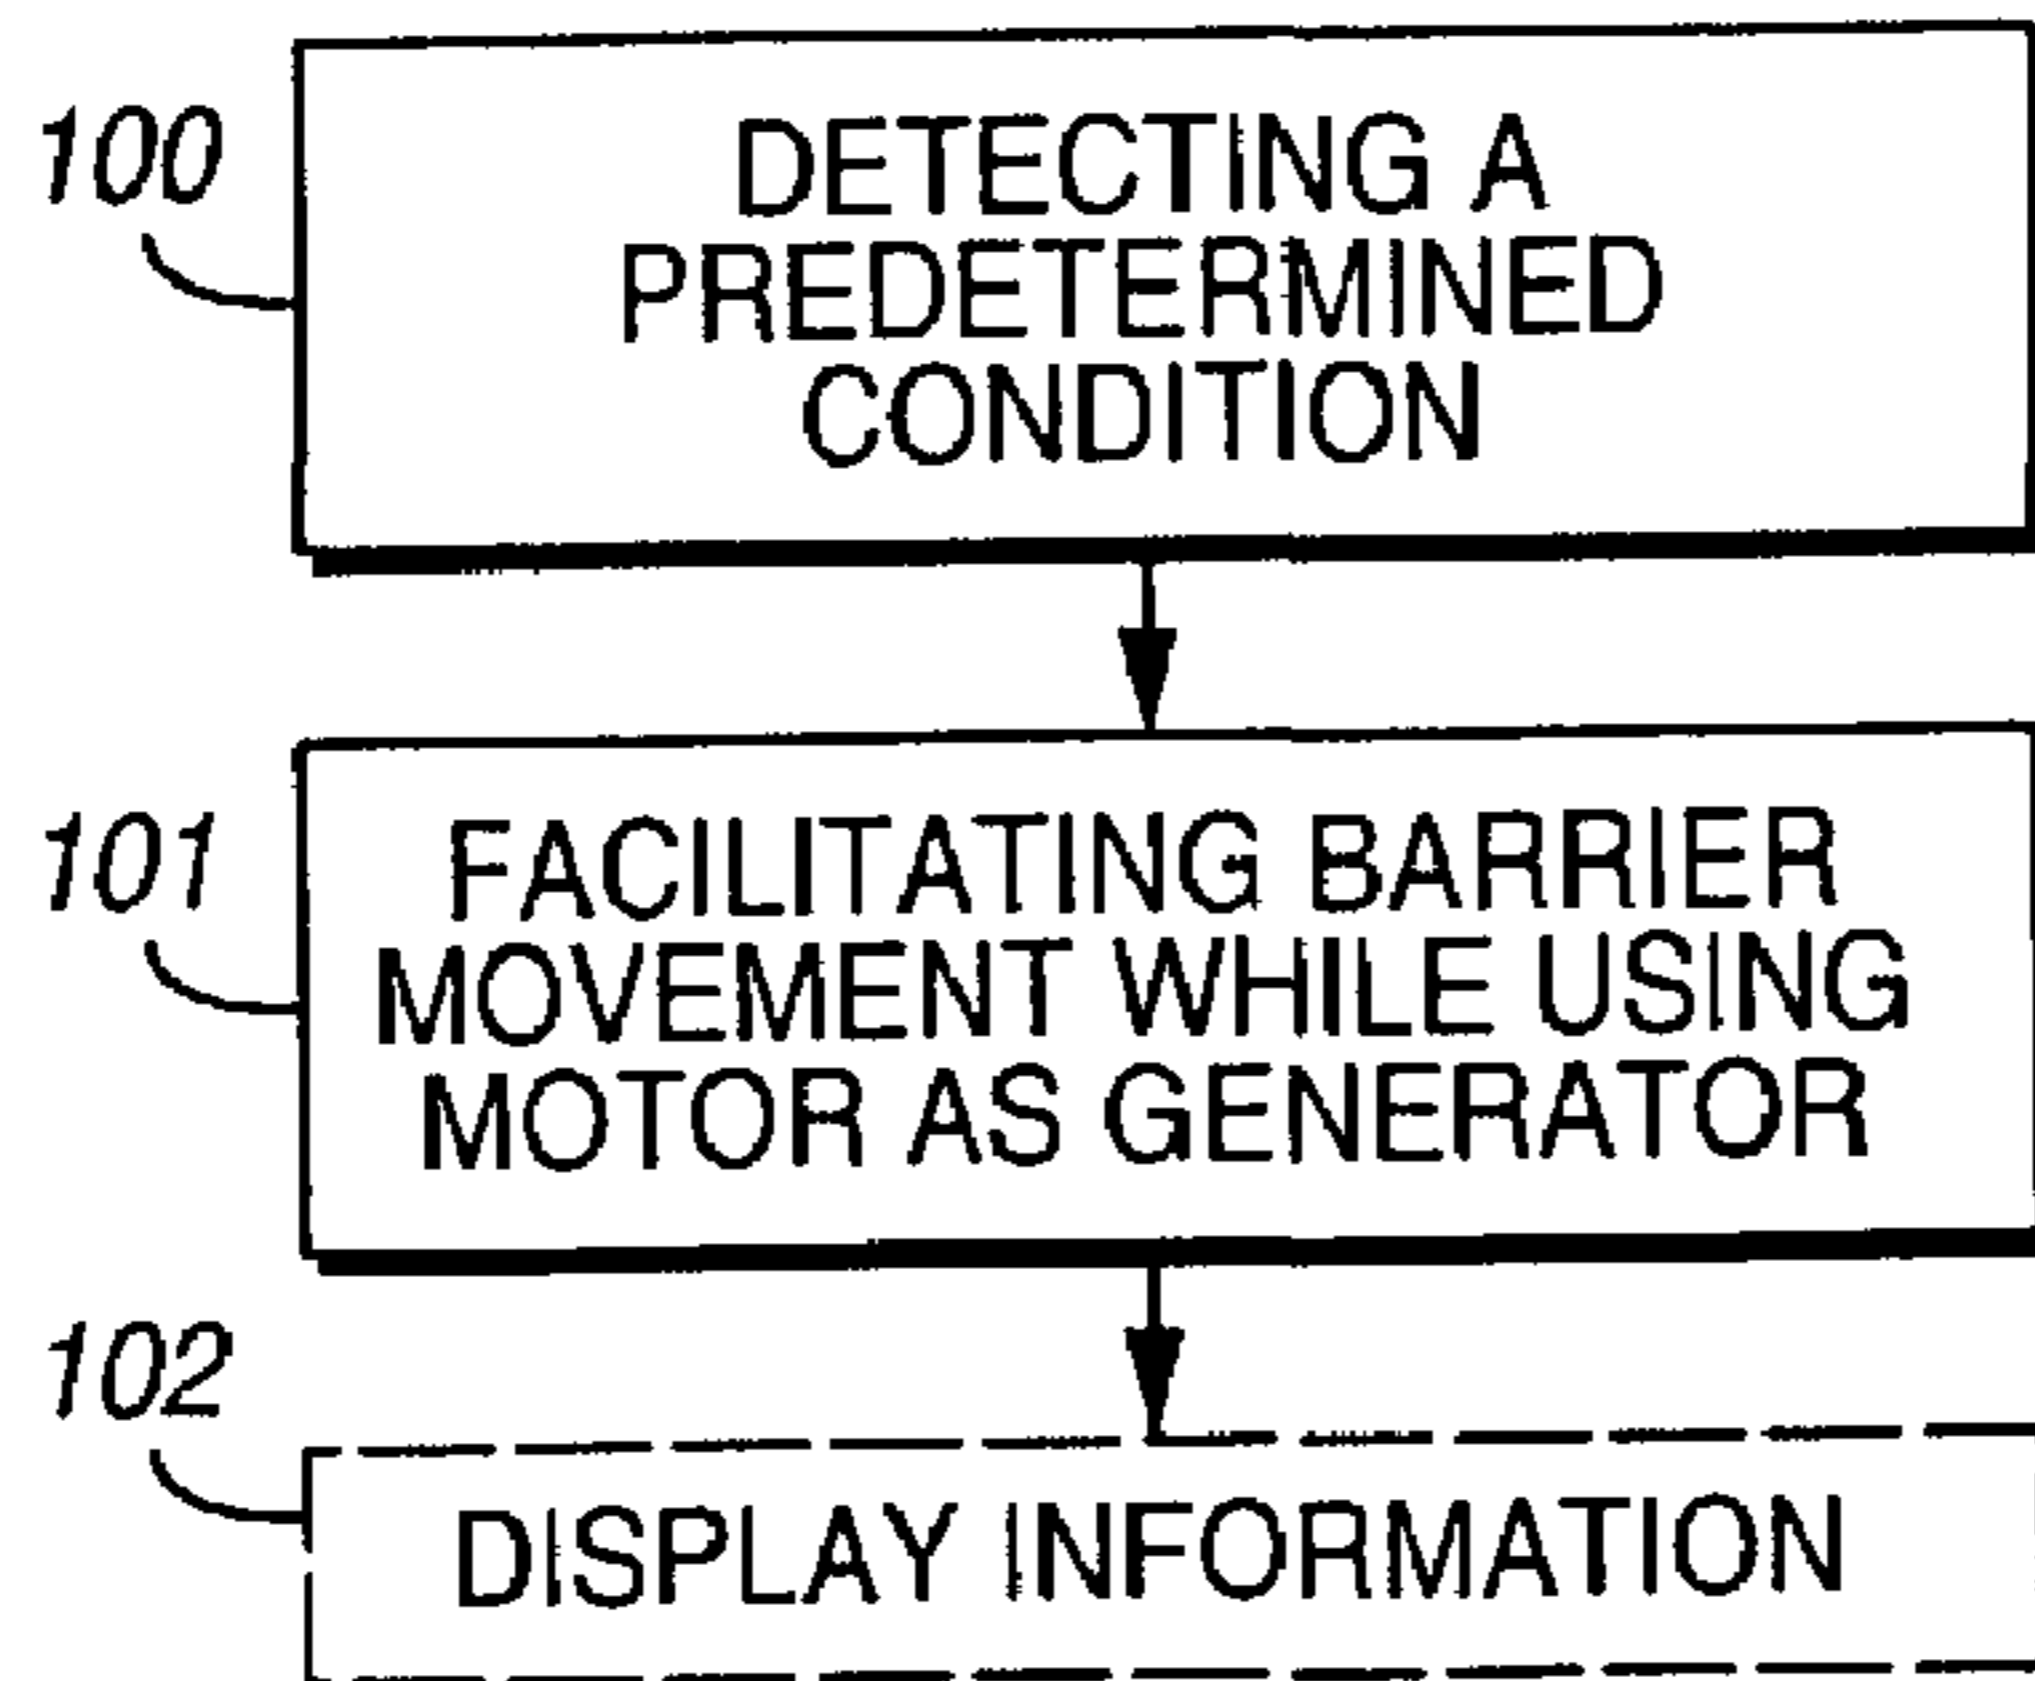 100
DETECTING A
PREDETERMINED
CONDITION
101
FACILITATING BARRIER
MOVEMENT WHILE USING
MOTOR AS GENERATOR
102
DISPLAY INFORMATION